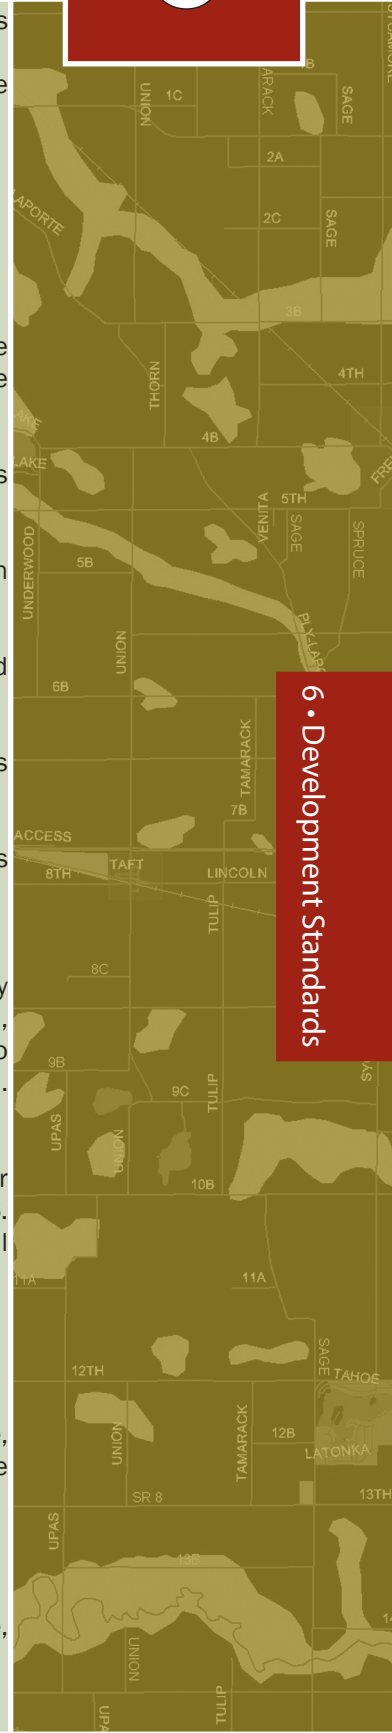 SYCAMORE
UNION
1C
SAGE
2A
LAPORTE
2C
SAGE
3B
THORN
4TH
4B
LAKE
5TH
VENITA
SAGE
SPRUCE
UNDERWOOD
5B
UNION
6B
6 • Development Standards
TAMARACK
7B
ACCESS
TAFT
8TH
LINCOLN
TULIP
8C
9B
9C
TULIP
UPAS
UNION
10B
11A
11A
SAGE
12TH
TAHOE
UNION
TAMARACK
12B
LATONKA
SR 8
13TH
UPAS
13B
UNION
TULIP